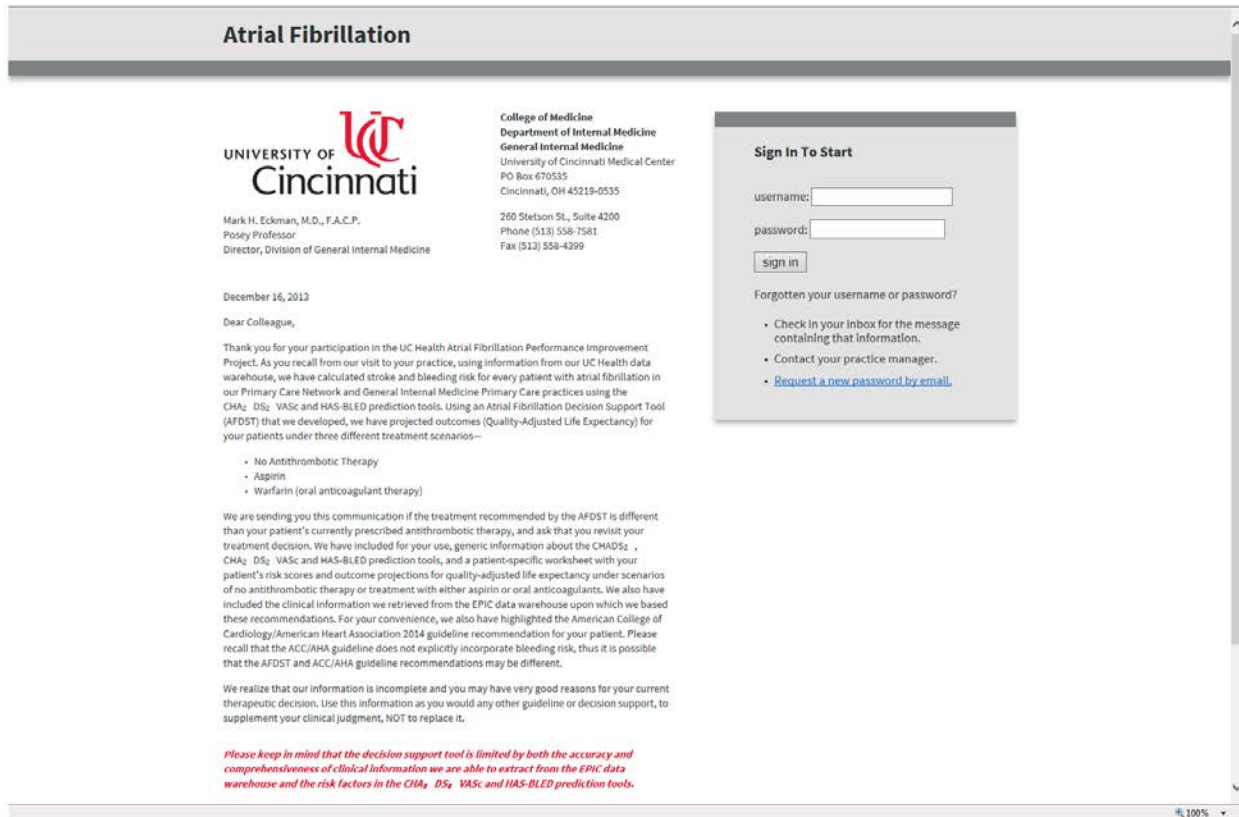 Atrial Fibrillation
UC
UNIVERSITY OF
Cincinnati
Mark H. Eckman, M.D., F.A.C.P.
Posey Professor
Director, Division of General Internal Medicine
College of Medicine
Department of Internal Medicine
General Internal Medicine
University of Cincinnati Medical Center
PO Box 670535
Cincinnati, OH 45219-0535
260 Stetson St., Suite 4200
Phone (513) 558-7581
Fax (513) 558-4399
December 16, 2013
Dear Colleague,
Thank you for your participation in the UC Health Atrial Fibrillation Performance Improvement
Project. As you recall from our visit to your practice, using information from our UC Health data
warehouse, we have calculated stroke and bleeding risk for every patient with atrial fibrillation in
our Primary Care Network and General Internal Medicine Primary Care practices using the
CHA₂ DS₂ VASc and HAS-BLED prediction tools. Using an Atrial Fibrillation Decision Support Tool
(AFDST) that we developed, we have projected outcomes (Quality-Adjusted Life Expectancy) for
your patients under three different treatment scenarios—
• No Antithrombotic Therapy
• Aspirin
• Warfarin (oral anticoagulant therapy)
We are sending you this communication if the treatment recommended by the AFDST is different
than your patient's currently prescribed antithrombotic therapy, and ask that you revisit your
treatment decision. We have included for your use, generic information about the CHADS₂ ,
CHA₂ DS₂ VASc and HAS-BLED prediction tools, and a patient-specific worksheet with your
patient's risk scores and outcome projections for quality-adjusted life expectancy under scenarios
of no antithrombotic therapy or treatment with either aspirin or oral anticoagulants. We also have
included the clinical information we retrieved from the EPIC data warehouse upon which we based
these recommendations. For your convenience, we also have highlighted the American College of
Cardiology/American Heart Association 2014 guideline recommendation for your patient. Please
recall that the ACC/AHA guideline does not explicitly incorporate bleeding risk, thus it is possible
that the AFDST and ACC/AHA guideline recommendations may be different.
We realize that our information is incomplete and you may have very good reasons for your current
therapeutic decision. Use this information as you would any other guideline or decision support, to
supplement your clinical judgment, NOT to replace it.
Please keep in mind that the decision support tool is limited by both the accuracy and
comprehensiveness of clinical information we are able to extract from the EPIC data
warehouse and the risk factors in the CHA₂ DS₂ VASc and HAS-BLED prediction tools.
Sign In To Start
username:
password:
sign in
Forgotten your username or password?
• Check in your inbox for the message
containing that information.
• Contact your practice manager.
• Request a new password by email.
100%